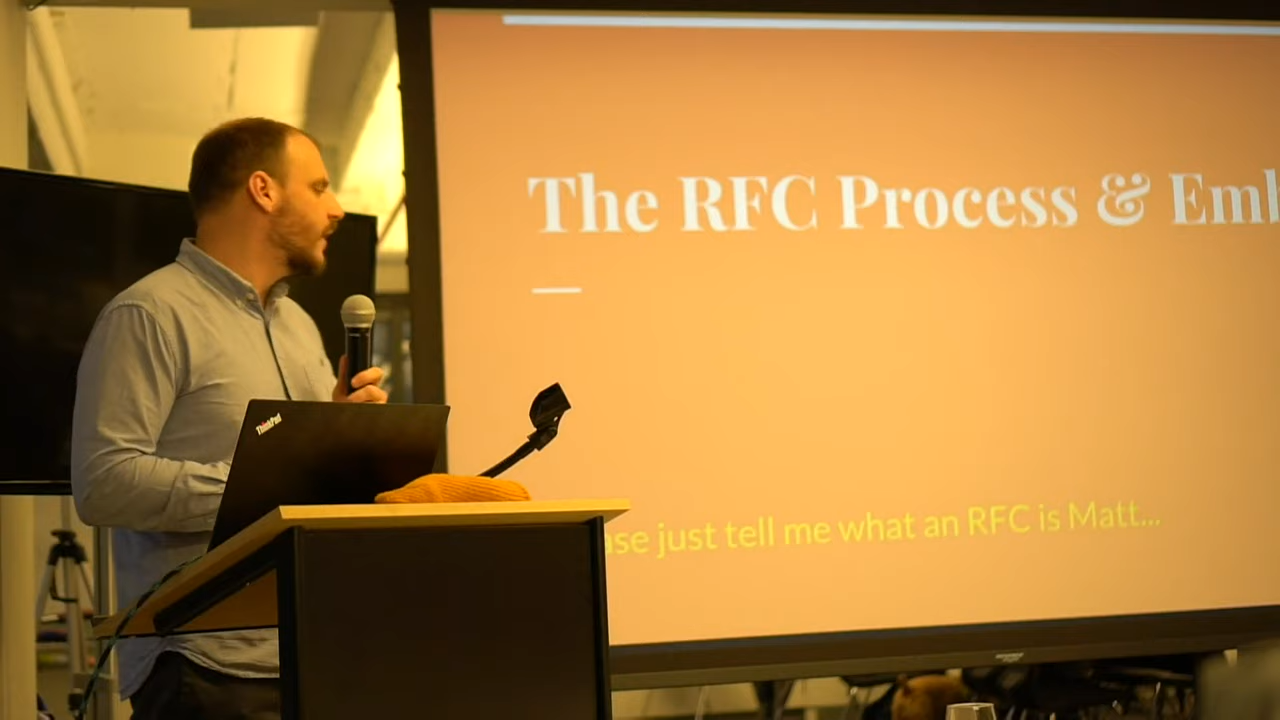 The RFC Process & Emb
ase just tell me what an RFC is Matt...
ThinkPad